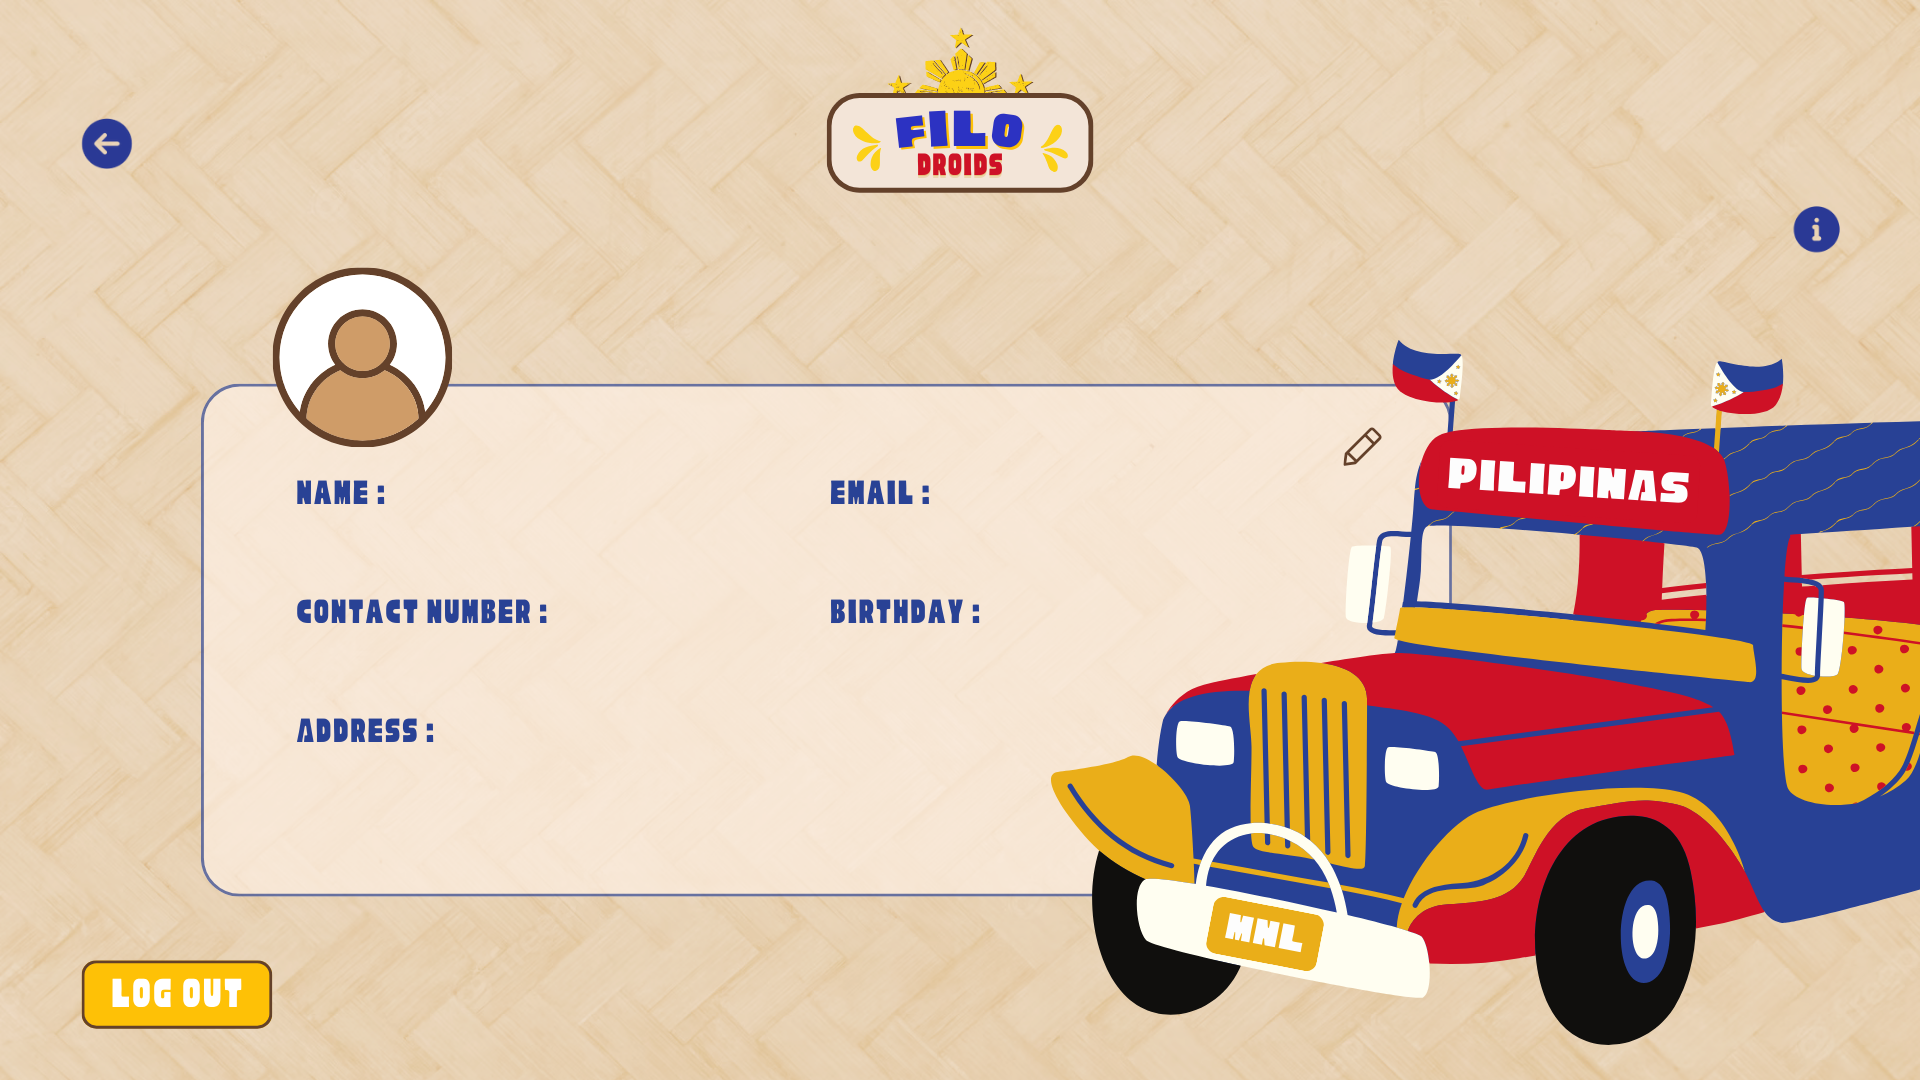 FILO
DROIDS
i
PILIPINAS
NAME :
EMAIL :
CONTACT NUMBER :
BIRTHDAY :
ADDRESS :
MNL
LOG OUT